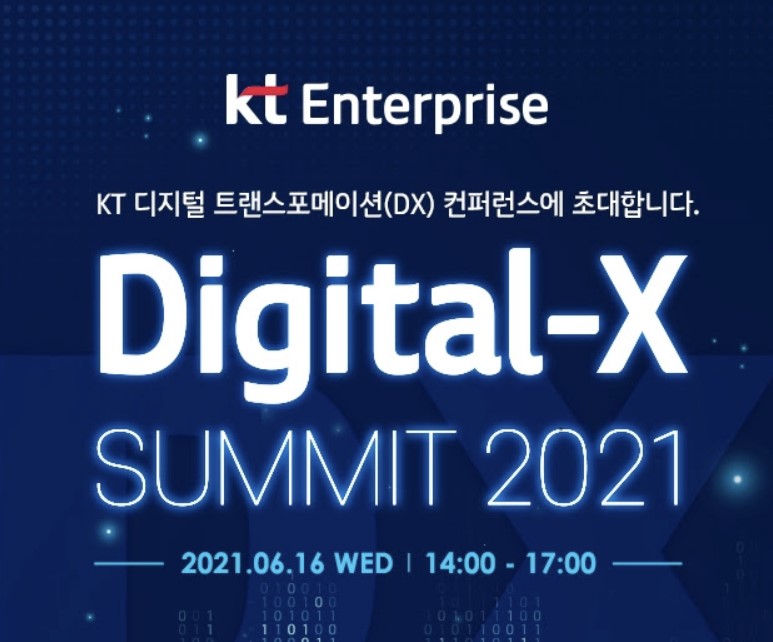 kt Enterprise
KT 디지털 트랜스포메이션(DX) 컨퍼런스에 초대합니다.
Digital-X
SUMMIT 2021
2021.06.16 WED | 14:00 - 17:00